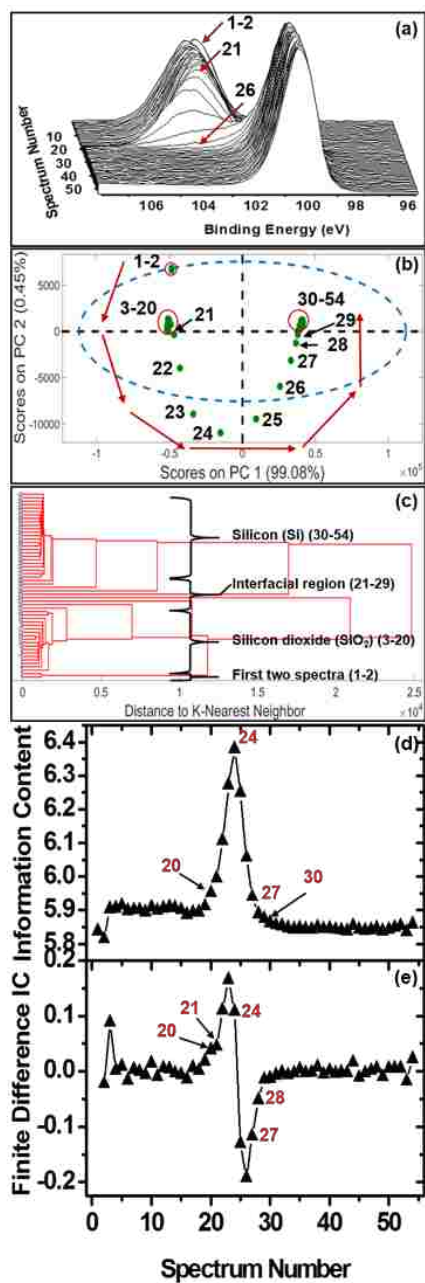 (a)
1-2
21
26
Spectrum Number
10
20
30
40
50
106 104 102 100 98 96
Binding Energy (eV)
(b)
Scores on PC 2 (0.45%)
5000
0
-5000
-10000
1-2
3-20
21
22
23
24
25
26
27
28
29
30-54
-1 -0.5 0 0.5 1
×10⁵
Scores on PC 1 (99.08%)
(c)
Silicon (Si) (30-54)
Interfacial region (21-29)
Silicon dioxide (SiO₂) (3-20)
First two spectra (1-2)
0 0.5 1 1.5 2 2.5
×10⁴
Distance to K-Nearest Neighbor
(d)
Information Content
6.4
6.3
6.2
6.1
6.0
5.9
5.8
24
20
27
30
(e)
Finite Difference IC
0.2
0.1
0.0
-0.1
-0.2
21
20
24
28
27
0 10 20 30 40 50
Spectrum Number